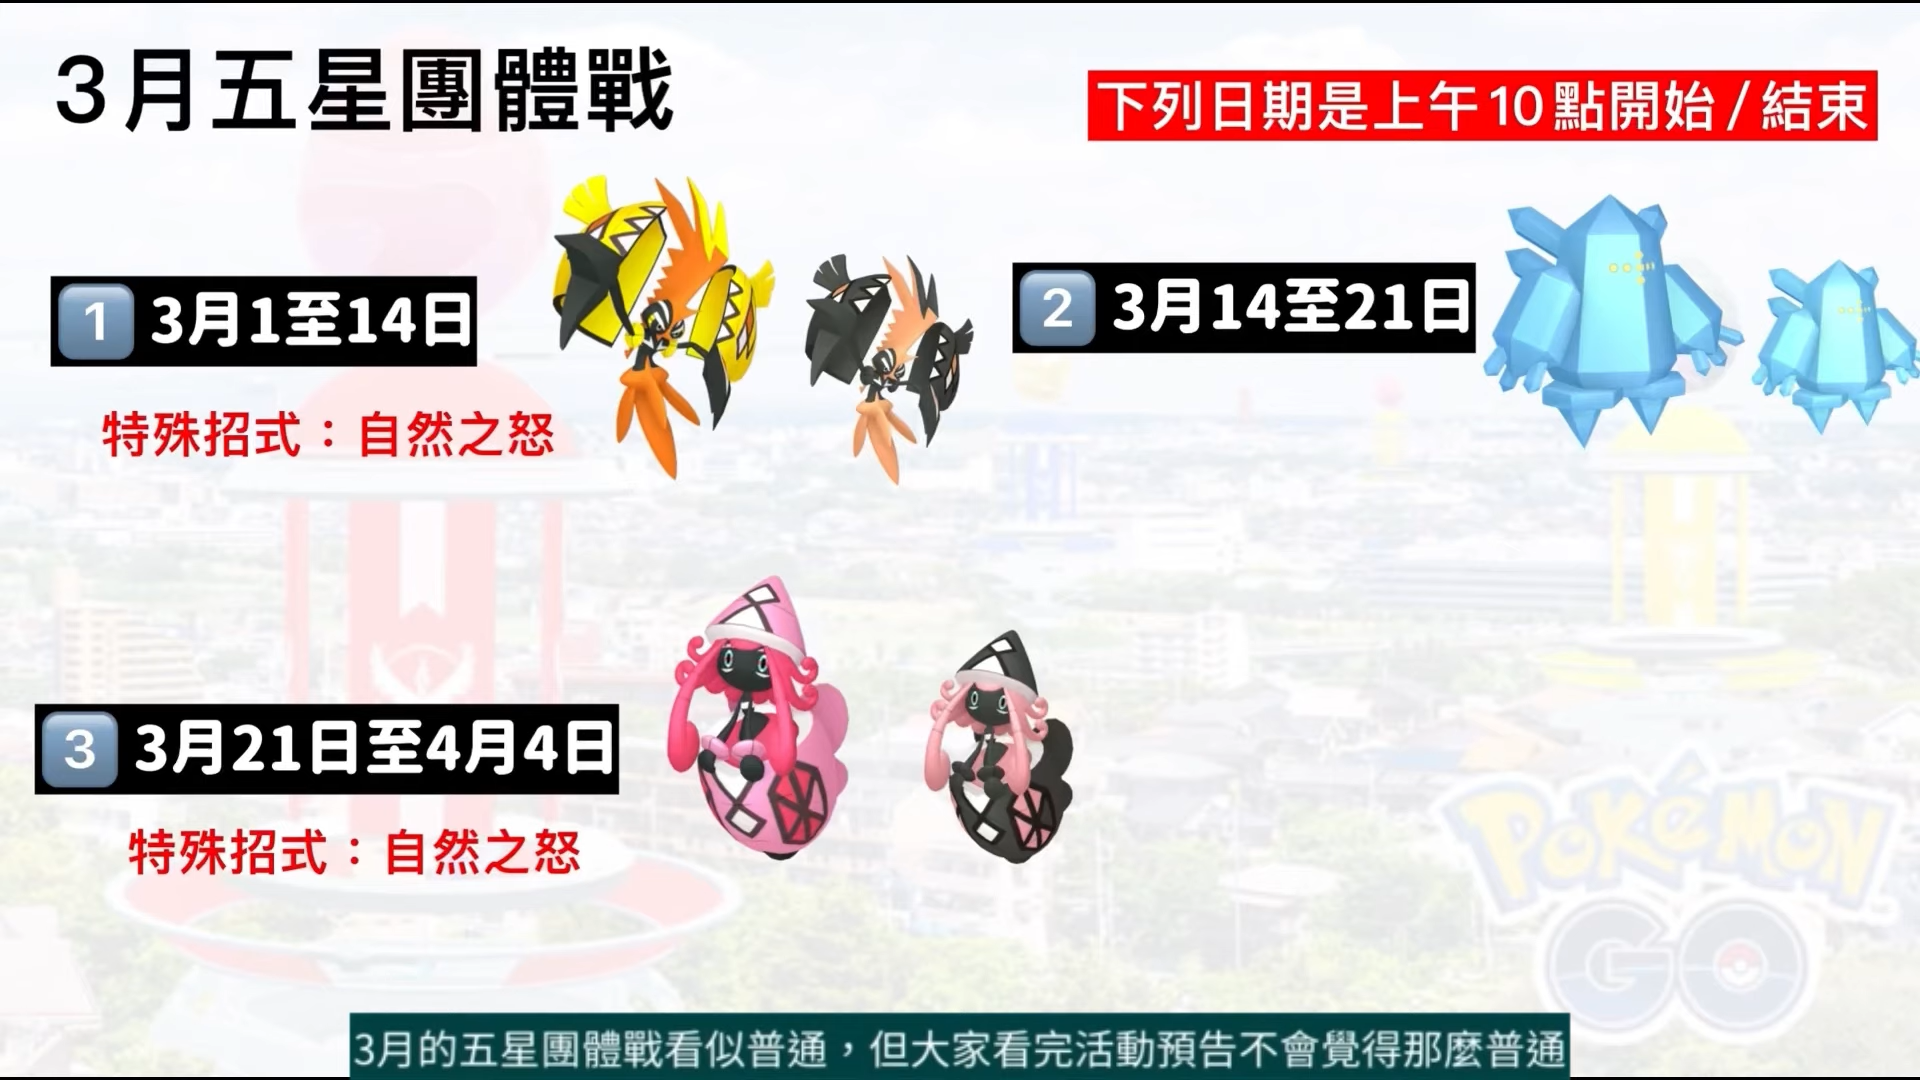 3月五星團體戰
下列日期是上午10點開始/結束
1 3月1至14日
特殊招式：自然之怒
2 3月14至21日
3 3月21日至4月4日
特殊招式：自然之怒
POKéMON
GO
3月的五星團體戰看似普通，但大家看完活動預告不會覺得那麼普通